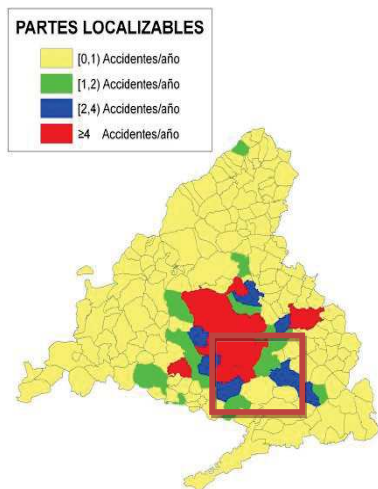 PARTES LOCALIZABLES
[0,1) Accidentes/año
[1,2) Accidentes/año
[2,4) Accidentes/año
≥4 Accidentes/año